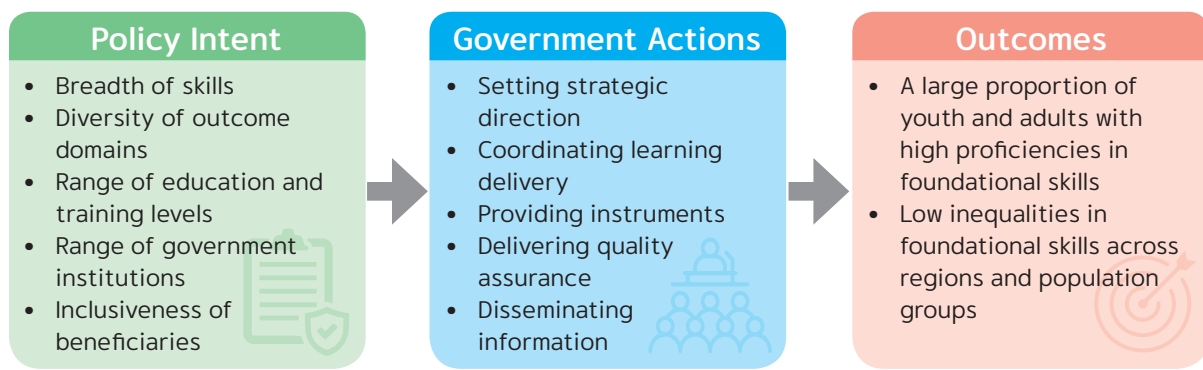 Policy Intent
• Breadth of skills
• Diversity of outcome
domains
• Range of education and
training levels
• Range of government
institutions
• Inclusiveness of
beneficiaries
Government Actions
• Setting strategic
direction
• Coordinating learning
delivery
• Providing instruments
• Delivering quality
assurance
• Disseminating
information
Outcomes
• A large proportion of
youth and adults with
high proficiencies in
foundational skills
• Low inequalities in
foundational skills across
regions and population
groups